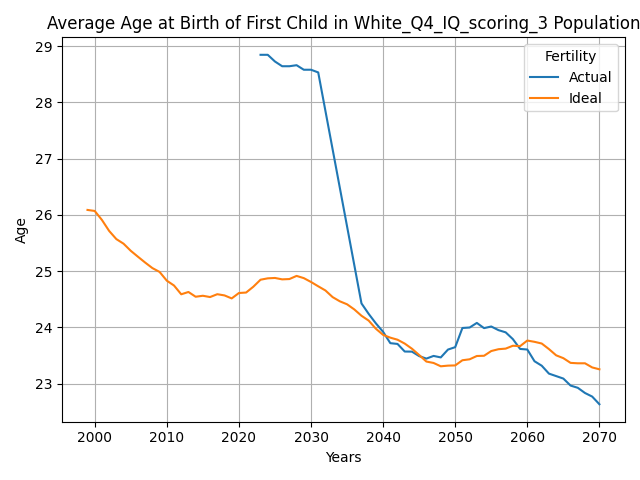 Average Age at Birth of First Child in White_Q4_IQ_scoring_3 Population
29
28
27
26
25
24
23
Age
Fertility
Actual
Ideal
2000 2010 2020 2030 2040 2050 2060 2070
Years